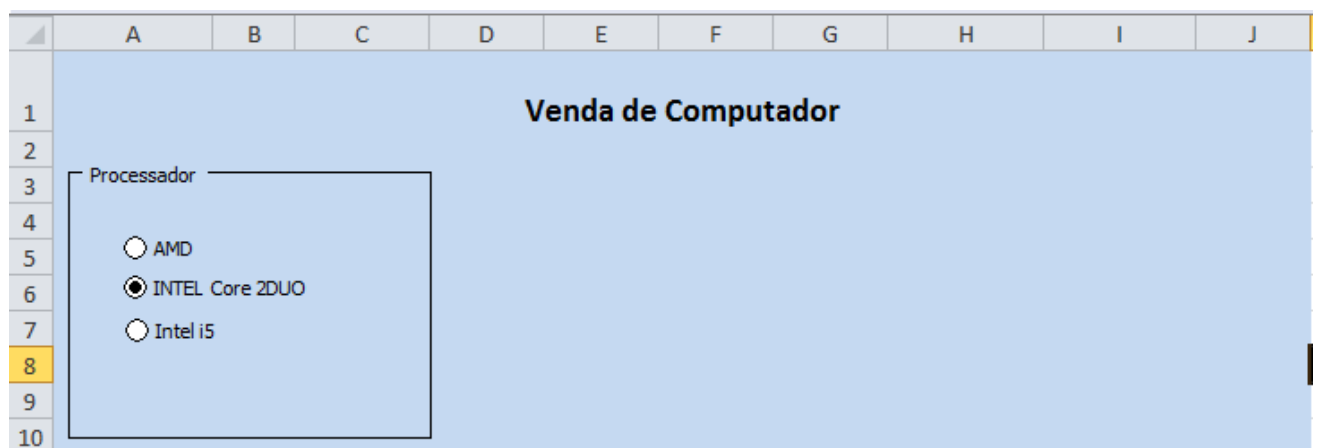 A B C D E F G H I J
1 Venda de Computador
2
3 Processador
4
5 AMD
6 INTEL Core 2DUO
7 Intel i5
8
9
10